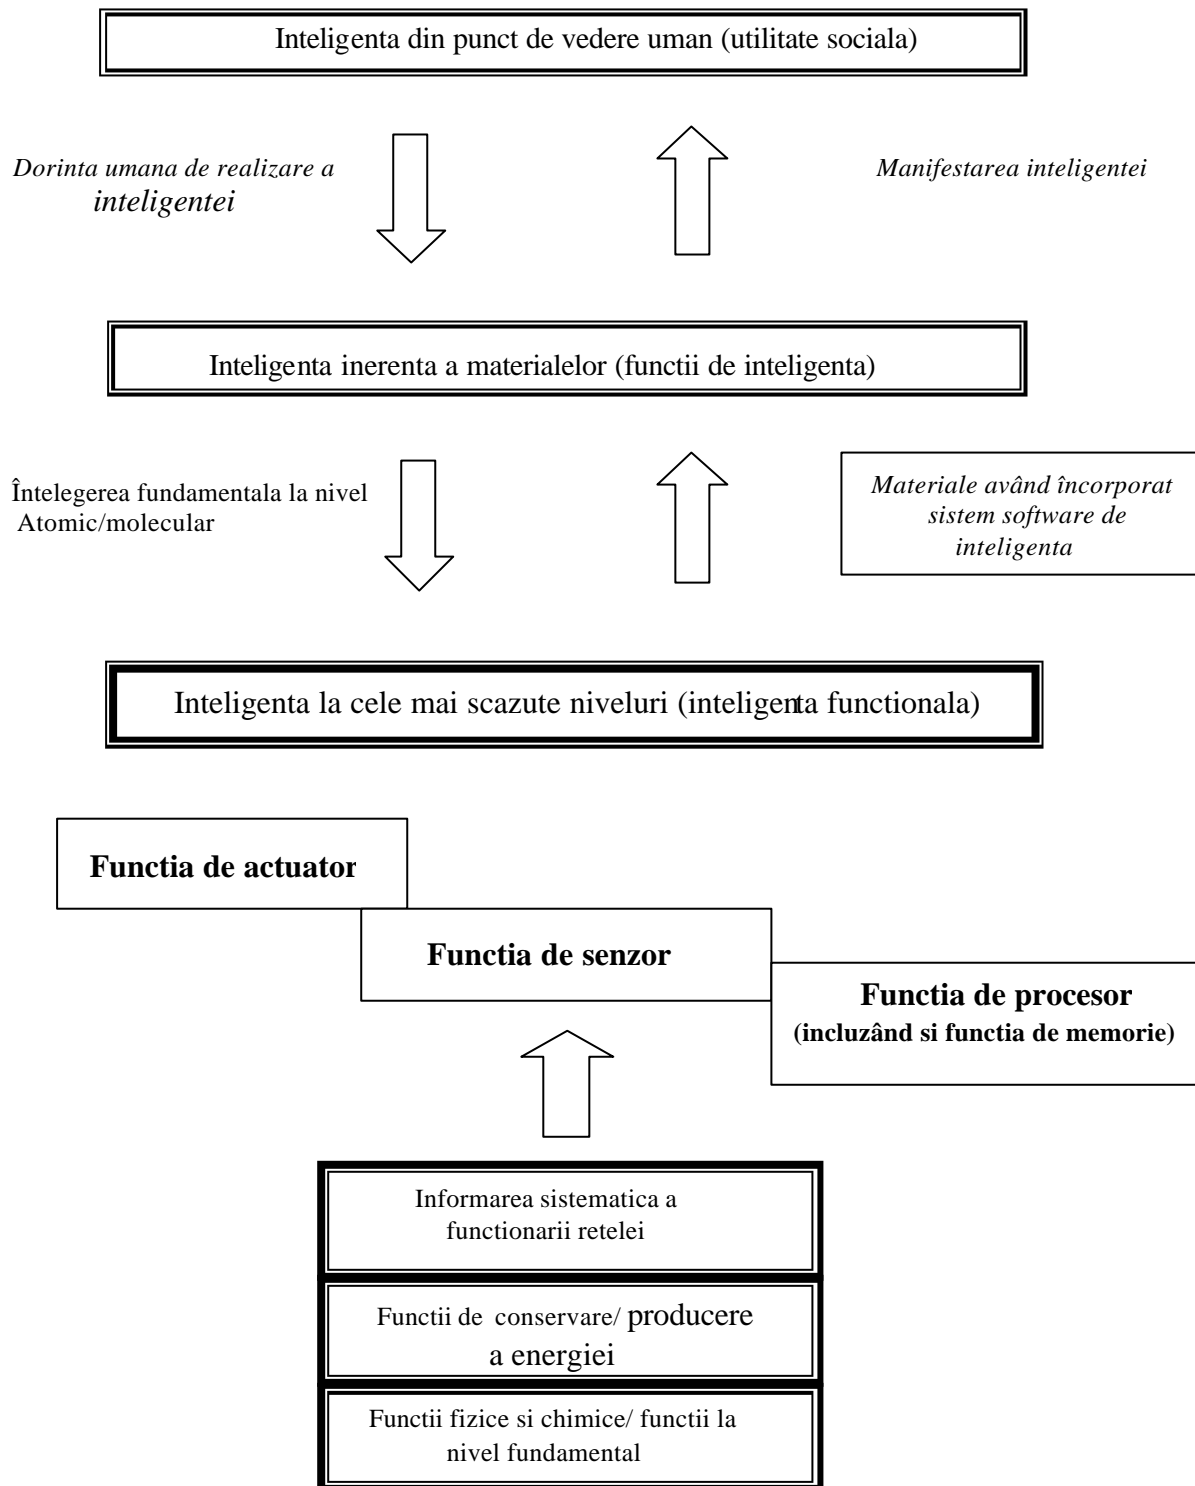 Inteligenta din punct de vedere uman (utilitate sociala)
Dorinta umana de realizare a
inteligentei
Manifestarea inteligentei
Inteligenta inerenta a materialelor (functii de inteligenta)
Întelegerea fundamentala la nivel
Atomic/molecular
Materiale având încorporat
sistem software de
inteligenta
Inteligenta la cele mai scazute niveluri (inteligenta functionala)
Functia de actuator
Functia de senzor
Functia de procesor
(incluzând si functia de memorie)
Informarea sistematica a
functionarii retelei
Functii de conservare/ producere
a energiei
Functii fizice si chimice/ functii la
nivel fundamental